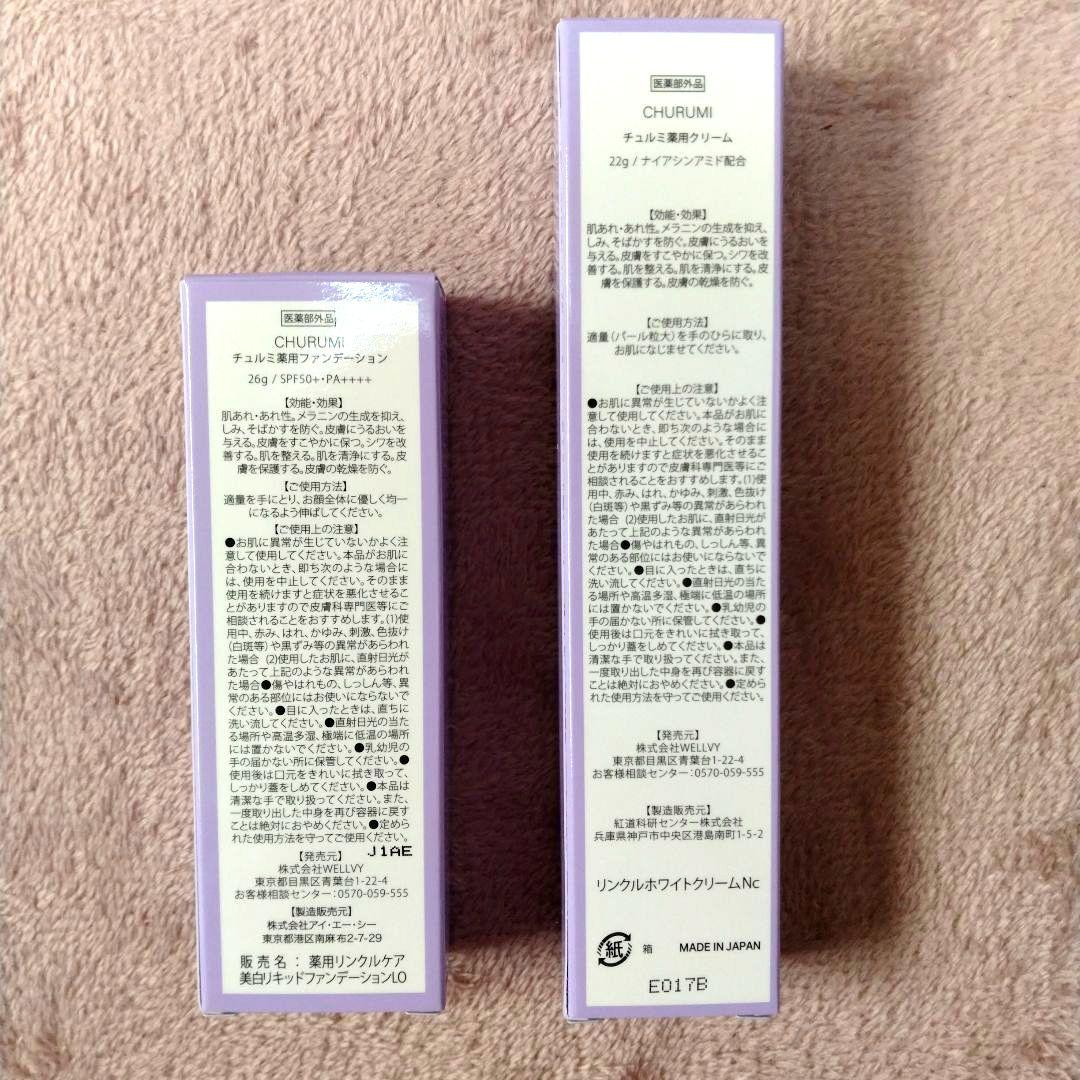 医薬部外品
CHURUMI
チュルミ薬用ファンデーション
26g / SPF50+・PA++++
【効能・効果】
肌あれ・あれ性。メラニンの生成を抑え、
しみ、そばかすを防ぐ。皮膚にうるおいを
与える。皮膚をすこやかに保つ。シワを改
善する。肌を整える。肌を清浄にする。皮
膚を保護する。皮膚の乾燥を防ぐ。
【ご使用方法】
適量を手にとり、お顔全体に優しく均一
になるよう伸ばしてください。
【ご使用上の注意】
●お肌に異常が生じていないかよく注
意して使用してください。本品がお肌に
合わないとき、即ち次のような場合に
は、使用を中止してください。そのまま
使用を続けますと症状を悪化させるこ
とがありますので皮膚科専門医等にご
相談されることをおすすめします。(1)使
用中、赤み、はれ、かゆみ、刺激、色抜け
(白斑等)や黒ずみ等の異常があらわれ
た場合 (2)使用したお肌に、直射日光が
あたって上記のような異常があらわれ
た場合●傷やはれもの、しっしん等、異
常のある部位にはお使いにならないで
ください。●目に入ったときは、直ちに
洗い流してください。●直射日光の当た
る場所や高温多湿、極端に低温の場所
には置かないでください。●乳幼児の
手の届かない所に保管してください。●
使用後は口元をきれいに拭き取って、
しっかり蓋をしめてください。●本品は
清潔な手で取り扱ってください。また、
一度取り出した中身を再び容器に戻す
ことは絶対におやめください。●定めら
れた使用方法を守ってご使用ください。
J1AE
【発売元】
株式会社WELLVY
東京都目黒区青葉台1-22-4
お客様相談センター:0570-059-555
【製造販売元】
株式会社アイ・エー・シー
東京都港区南麻布2-7-29
販売名：薬用リンクルケア
美白リキッドファンデーションLO
医薬部外品
CHURUMI
チュルミ薬用クリーム
22g / ナイアシンアミド配合
【効能・効果】
肌あれ・あれ性。メラニンの生成を抑え、
しみ、そばかすを防ぐ。皮膚にうるおいを
与える。皮膚をすこやかに保つ。シワを改
善する。肌を整える。肌を清浄にする。皮
膚を保護する。皮膚の乾燥を防ぐ。
【ご使用方法】
適量(パール粒大)を手のひらに取り、
お肌になじませてください。
【ご使用上の注意】
●お肌に異常が生じていないかよく注
意して使用してください。本品がお肌に
合わないとき、即ち次のような場合に
は、使用を中止してください。そのまま
使用を続けますと症状を悪化させるこ
とがありますので皮膚科専門医等にご
相談されることをおすすめします。(1)使
用中、赤み、はれ、かゆみ、刺激、色抜け
(白斑等)や黒ずみ等の異常があらわれ
た場合 (2)使用したお肌に、直射日光が
あたって上記のような異常があらわれ
た場合●傷やはれもの、しっしん等、異
常のある部位にはお使いにならないで
ください。●目に入ったときは、直ちに
洗い流してください。●直射日光の当た
る場所や高温多湿、極端に低温の場所
には置かないでください。●乳幼児の
手の届かない所に保管してください。●
使用後は口元をきれいに拭き取って、
しっかり蓋をしめてください。●本品は
清潔な手で取り扱ってください。また、
一度取り出した中身を再び容器に戻す
ことは絶対におやめください。●定めら
れた使用方法を守ってご使用ください。
【発売元】
株式会社WELLVY
東京都目黒区青葉台1-22-4
お客様相談センター:0570-059-555
【製造販売元】
紅道科研センター株式会社
兵庫県神戸市中央区港島南町1-5-2
リンクルホワイトクリームNc
紙 箱 MADE IN JAPAN
E017B